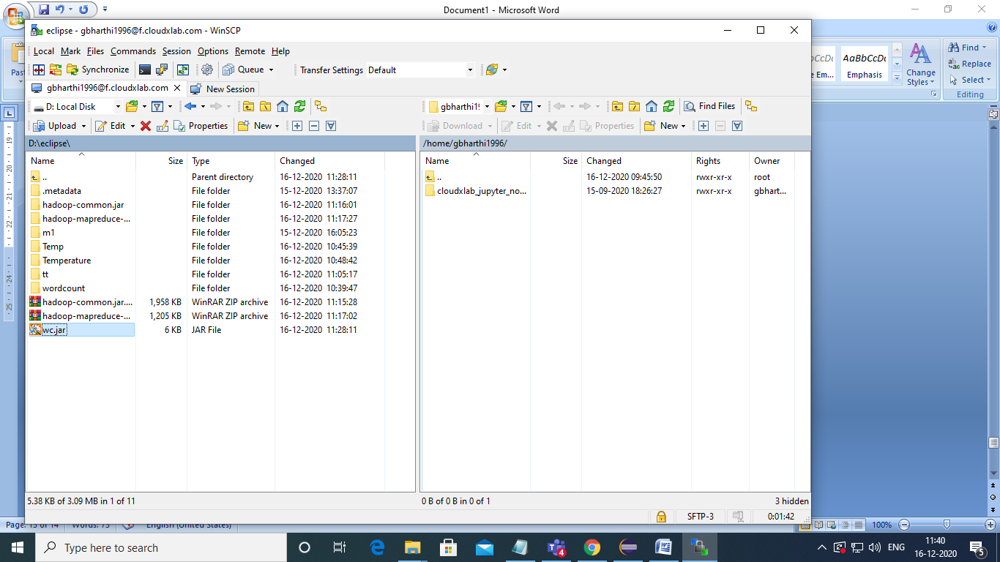 Document1 - Microsoft Word
eclipse - gbharthi1996@f.cloudxlab.com - WinSCP
Local Mark Files Commands Session Options Remote Help
Synchronize Queue Transfer Settings Default
gbharthi1996@f.cloudxlab.com New Session
D: Local Disk
Upload Edit Properties New
D:\eclipse\
Name Size Type Changed
.. Parent directory 16-12-2020 11:28:11
.metadata File folder 15-12-2020 13:37:07
hadoop-common.jar File folder 16-12-2020 11:16:01
hadoop-mapreduce-... File folder 16-12-2020 11:17:27
m1 File folder 15-12-2020 16:05:23
Temp File folder 16-12-2020 10:45:39
Temperature File folder 16-12-2020 10:48:42
tt File folder 16-12-2020 11:05:17
wordcount File folder 16-12-2020 10:39:47
hadoop-common.jar.... 1,958 KB WinRAR ZIP archive 16-12-2020 11:15:28
hadoop-mapreduce-... 1,205 KB WinRAR ZIP archive 16-12-2020 11:17:02
wc.jar 6 KB JAR File 16-12-2020 11:28:11
5.38 KB of 3.09 MB in 1 of 11
gbharthi1 Find Files
Download Edit Properties New
/home/gbharthi1996/
Name Size Changed Rights Owner
.. 16-12-2020 09:45:50 rwxr-xr-x root
cloudxlab_jupyter_no... 15-09-2020 18:26:27 rwxr-xr-x gbhart...
0 B of 0 B in 0 of 1 3 hidden
SFTP-3 0:01:42
Past
AaBbCcDc
e Em... Emphasis
Change
Styles
Find
Replace
Select
Editing
19 21 22 24 25
Page: 13 of 14 Words: 73 English (United States) 100%
Type here to search
4
ENG
11:40
16-12-2020
5